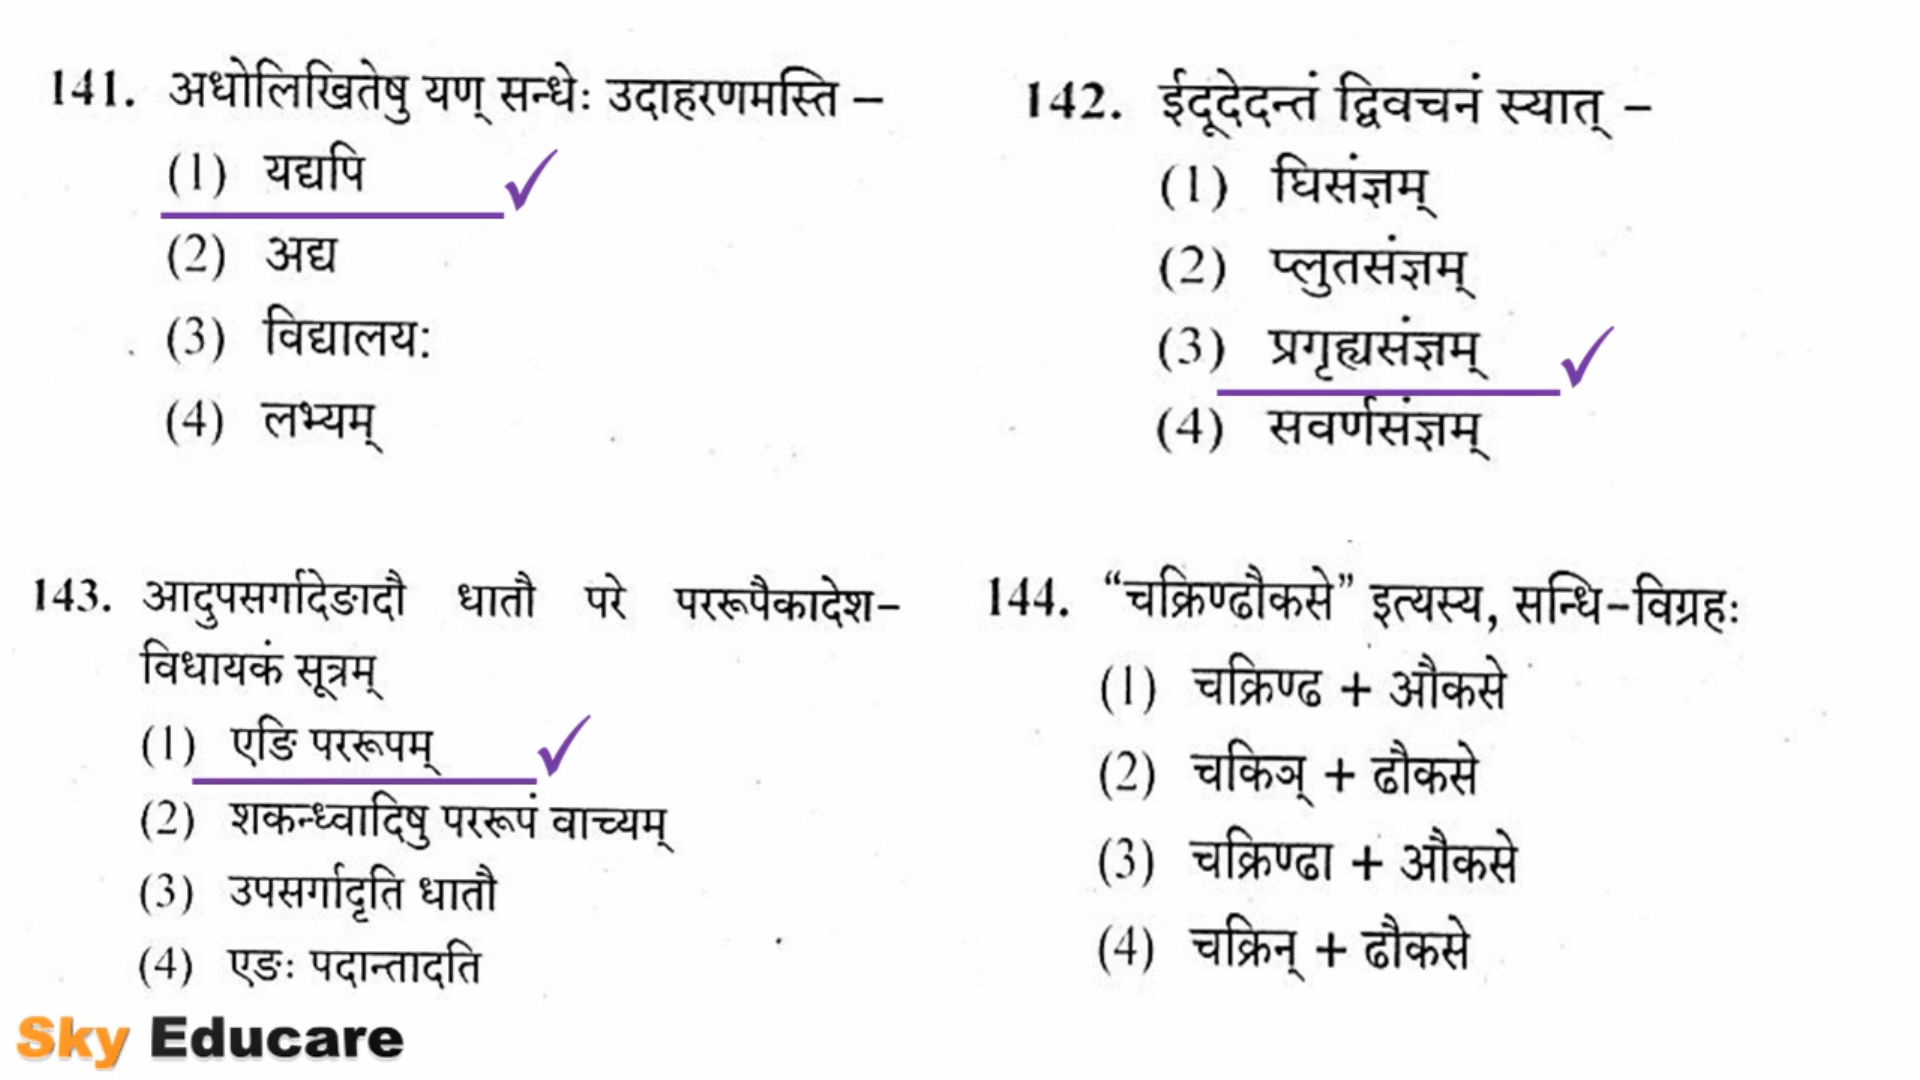 141. अधोलिखितेषु यण् सन्धेः उदाहरणमस्ति –
(1) यद्यपि
(2) अद्य
(3) विद्यालय:
(4) लभ्यम्
142. ईदूदेदन्तं द्विवचनं स्यात् –
(1) घिसंज्ञम्
(2) प्लुतसंज्ञम्
(3) प्रगृह्यसंज्ञम्
(4) सवर्णसंज्ञम्
143. आदुपसर्गादेङादौ धातौ परे पररूपैकादेश–
विधायकं सूत्रम्
(1) एङि पररूपम्
(2) शकन्ध्वादिषु पररूपं वाच्यम्
(3) उपसर्गादृति धातौ
(4) एङः पदान्तादति
144. “चक्रिण्ढौकसे” इत्यस्य, सन्धि–विग्रहः
(1) चक्रिण्ढ + औकसे
(2) चकिञ् + ढौकसे
(3) चक्रिण्ढा + औकसे
(4) चक्रिन् + ढौकसे
Sky Educare